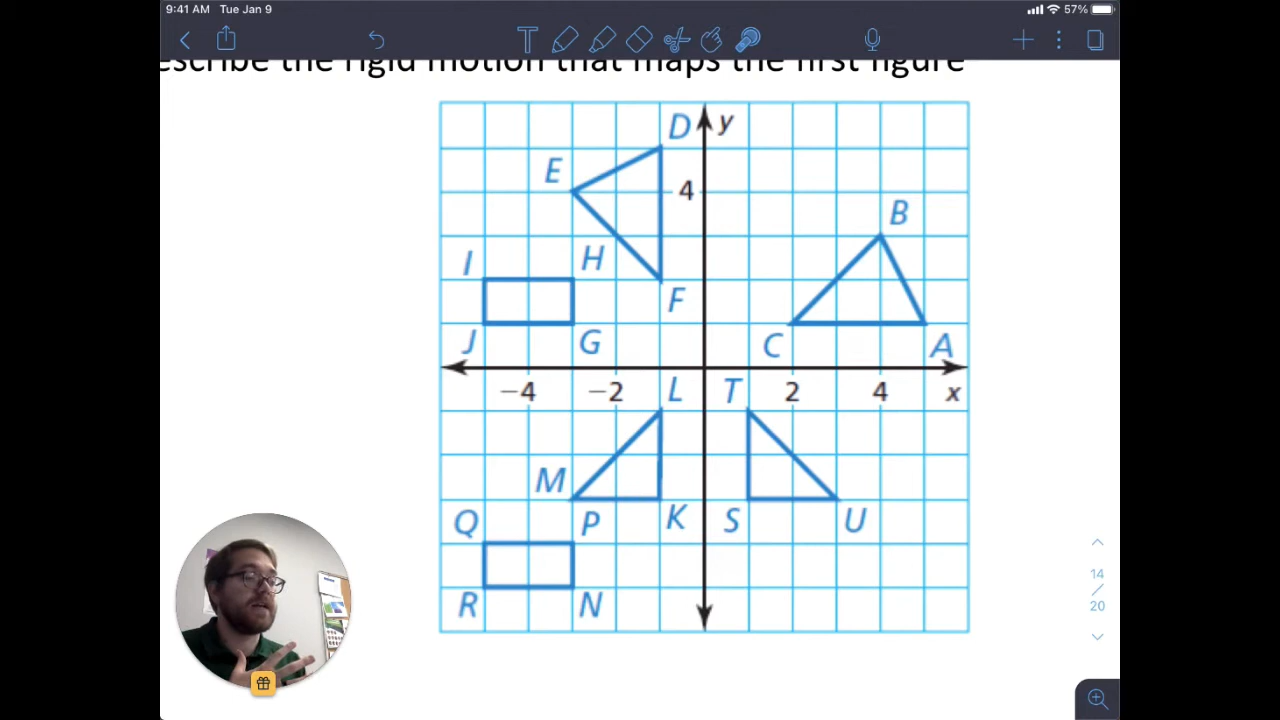 9:41 AM Tue Jan 9
57%
T
escribe the rigid motion that maps the first figure
D y
E
4
B
I H
F
J G C A
−4 −2 L T 2 4 x
M
Q P K S U
R N
14
/
20